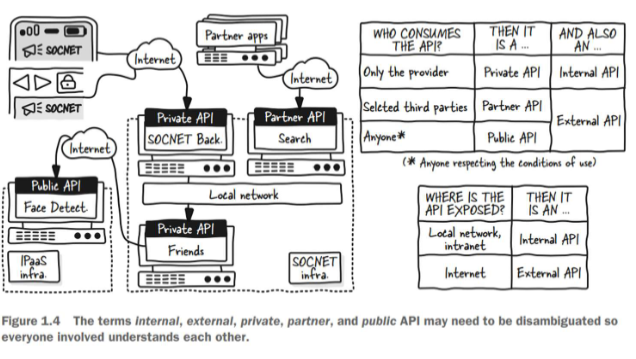 SOCNET
SOCNET
Internet
Partner apps
Internet
Private API
SOCNET Back.
Partner API
Search
Internet
Public API
Face Detect.
Local network
Private API
Friends
IPaaS
infra.
SOCNET
infra.
WHO CONSUMES THE API?
THEN IT IS A ...
AND ALSO AN ...
Only the provider
Private API
Internal API
Selcted third parties
Partner API
External API
Anyone*
Public API
(* Anyone respecting the conditions of use)
WHERE IS THE API EXPOSED?
THEN IT IS AN ...
Local network, intranet
Internal API
Internet
External API
Figure 1.4 The terms internal, external, private, partner, and public API may need to be disambiguated so
everyone involved understands each other.